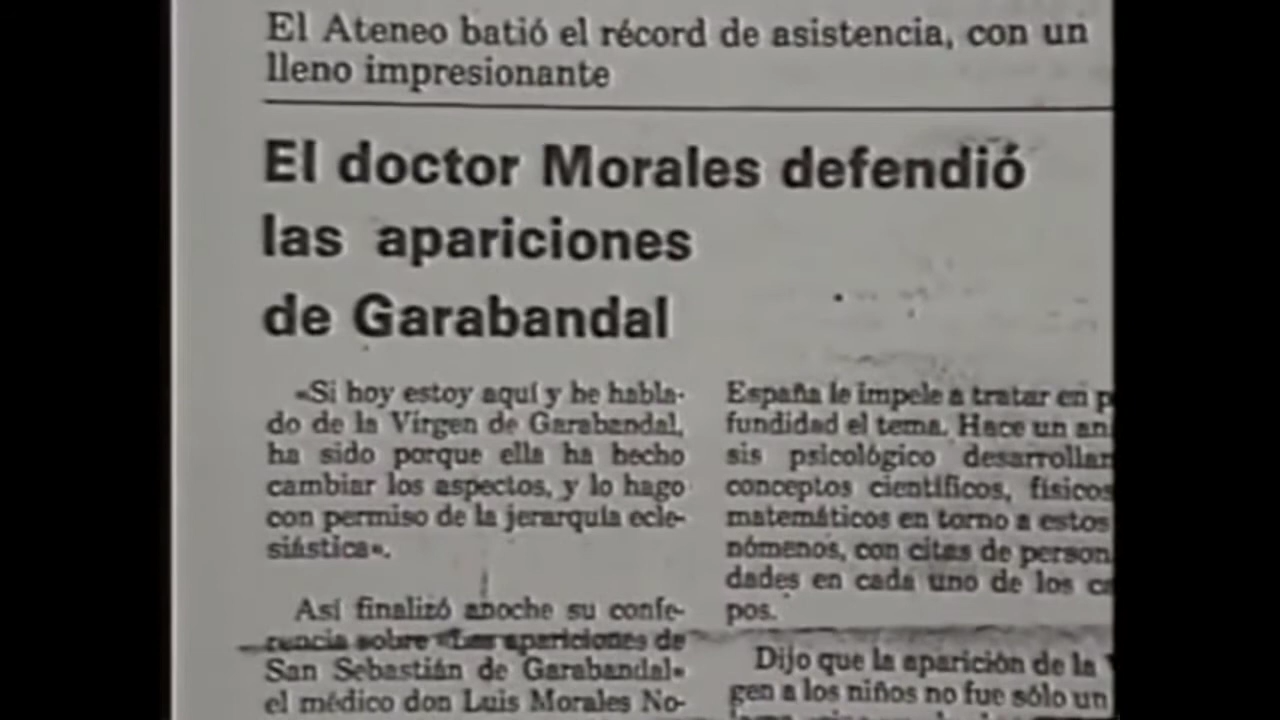 El Ateneo batió el récord de asistencia, con un
lleno impresionante
El doctor Morales defendió
las apariciones
de Garabandal
«Si hoy estoy aquí y he habla-
do de la Virgen de Garabandal,
ha sido porque ella ha hecho
cambiar los aspectos, y lo hago
con permiso de la jerarquía ecle-
siástica».
Así finalizó anoche su confe-
rencia sobre «Las apariciones de
San Sebastián de Garabandal»
el médico don Luis Morales No-
España le impele a tratar en p
fundidad el tema. Hace un an
sis psicológico desarrollan
conceptos científicos, físicos
matemáticos en torno a estos
nómenos, con citas de person
dades en cada uno de los ca
pos.
Dijo que la aparición de la V
gen a los niños no fue sólo un